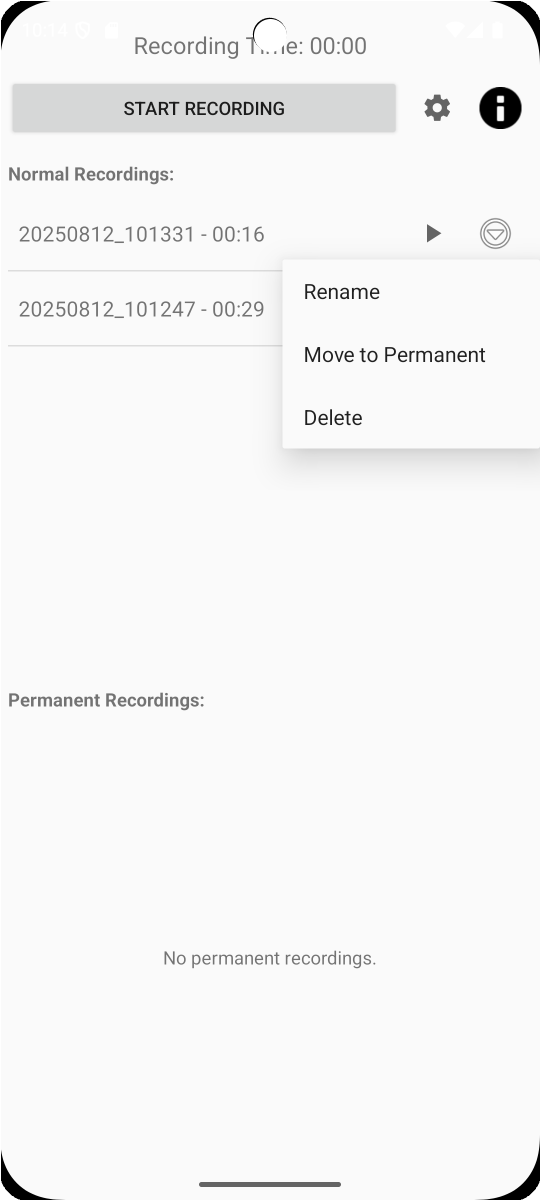 10:14
Recording Time: 00:00
START RECORDING
Normal Recordings:
20250812_101331 - 00:16
20250812_101247 - 00:29
Rename
Move to Permanent
Delete
Permanent Recordings:
No permanent recordings.